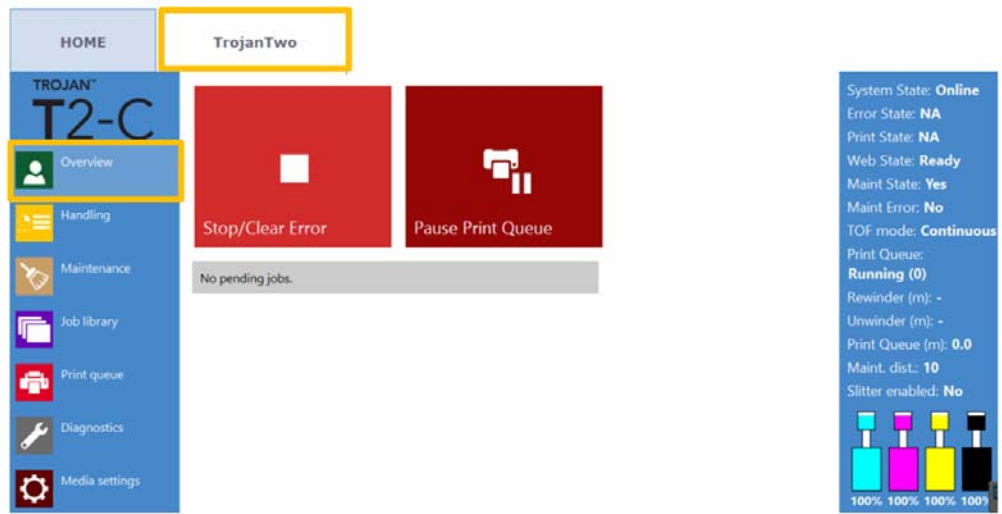 HOME
TrojanTwo
TROJAN™
T2-C
Overview
Handling
Maintenance
Job library
Print queue
Diagnostics
Media settings
Stop/Clear Error
Pause Print Queue
No pending jobs.
System State: Online
Error State: NA
Print State: NA
Web State: Ready
Maint State: Yes
Maint Error: No
TOF mode: Continuous
Print Queue:
Running (0)
Rewinder (m): -
Unwinder (m): -
Print Queue (m): 0.0
Maint. dist.: 10
Slitter enabled: No
100% 100% 100% 100%